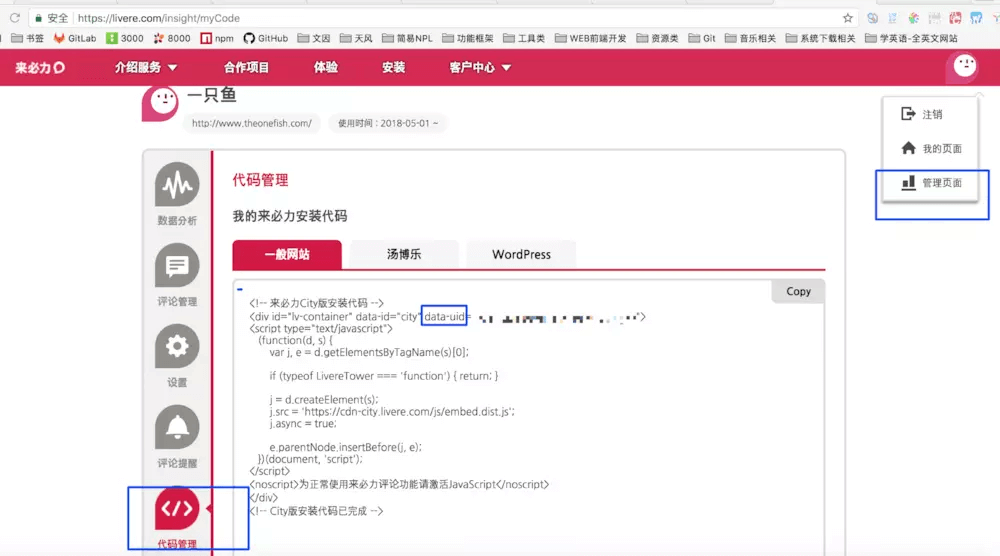 安全 https://livere.com/insight/myCode
书签 GitLab 3000 8000 npm GitHub 文因 天风 简易NPL 功能框架 工具类 WEB前端开发 资源类 Git 音乐相关 系统下载相关 学英语-全英文网站
来必力 介绍服务 合作项目 体验 安装 客户中心
一只鱼
http://www.theonefish.com/ 使用时间 : 2018-05-01 ~
注销
我的页面
管理页面
数据分析
评论管理
设置
评论提醒
代码管理
代码管理
我的来必力安装代码
一般网站 汤博乐 WordPress
Copy
<!-- 来必力City版安装代码 -->
<div id="lv-container" data-id="city" data-uid= ">
<script type="text/javascript">
(function(d, s) {
var j, e = d.getElementsByTagName(s)[0];
if (typeof LivereTower === 'function') { return; }
j = d.createElement(s);
j.src = 'https://cdn-city.livere.com/js/embed.dist.js';
j.async = true;
e.parentNode.insertBefore(j, e);
})(document, 'script');
</script>
<noscript>为正常使用来必力评论功能请激活JavaScript</noscript>
</div>
<!-- City版安装代码已完成 -->